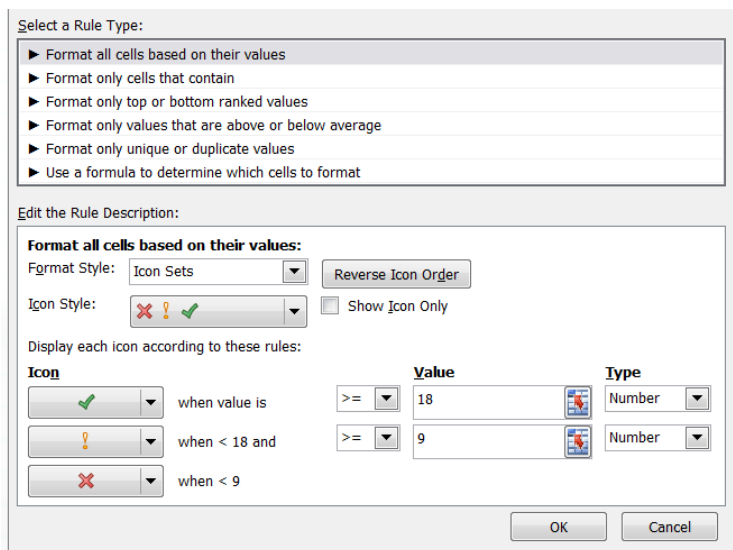 Select a Rule Type:
► Format all cells based on their values
► Format only cells that contain
► Format only top or bottom ranked values
► Format only values that are above or below average
► Format only unique or duplicate values
► Use a formula to determine which cells to format
Edit the Rule Description:
Format all cells based on their values:
Format Style: Icon Sets Reverse Icon Order
Icon Style: Show Icon Only
Display each icon according to these rules:
Icon Value Type
when value is >= 18 Number
when < 18 and >= 9 Number
when < 9
OK Cancel